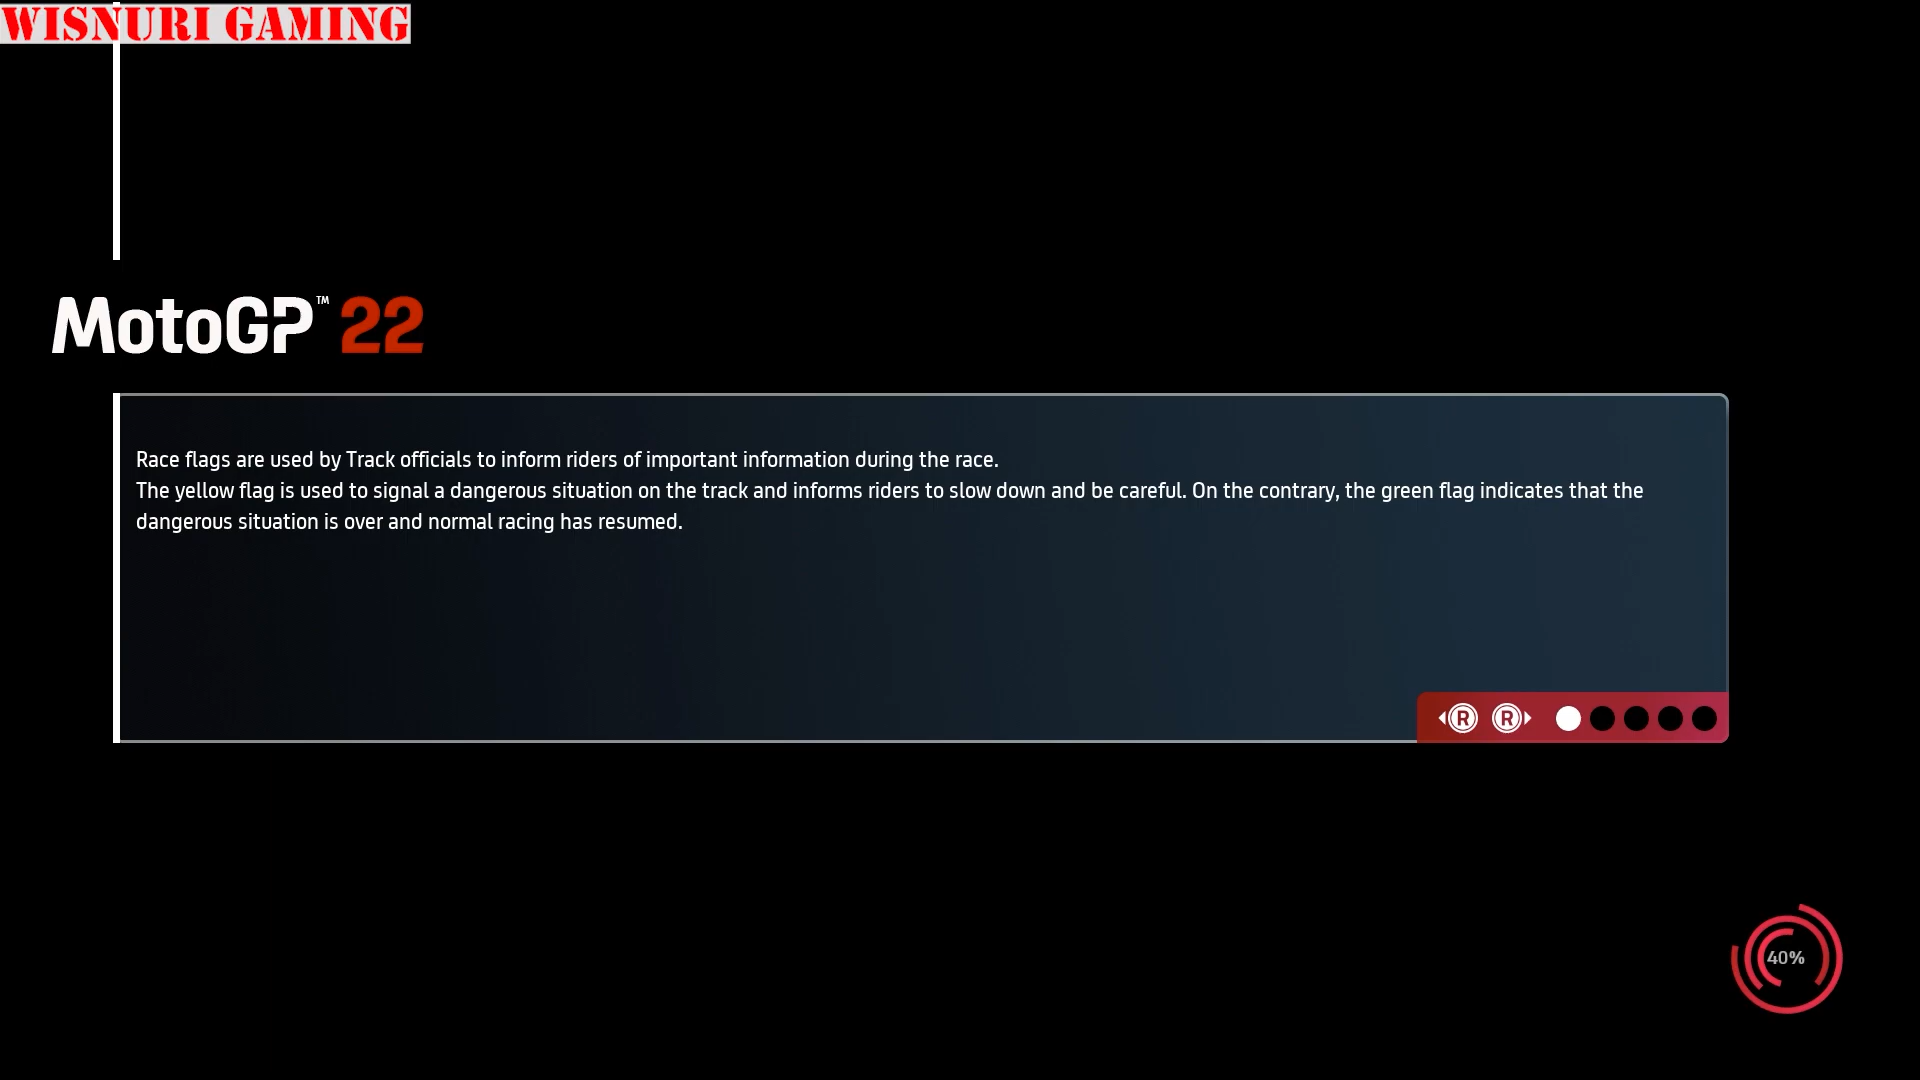 WISNURI GAMING
MotoGP™ 22
Race flags are used by Track officials to inform riders of important information during the race.
The yellow flag is used to signal a dangerous situation on the track and informs riders to slow down and be careful. On the contrary, the green flag indicates that the
dangerous situation is over and normal racing has resumed.
R R
40%